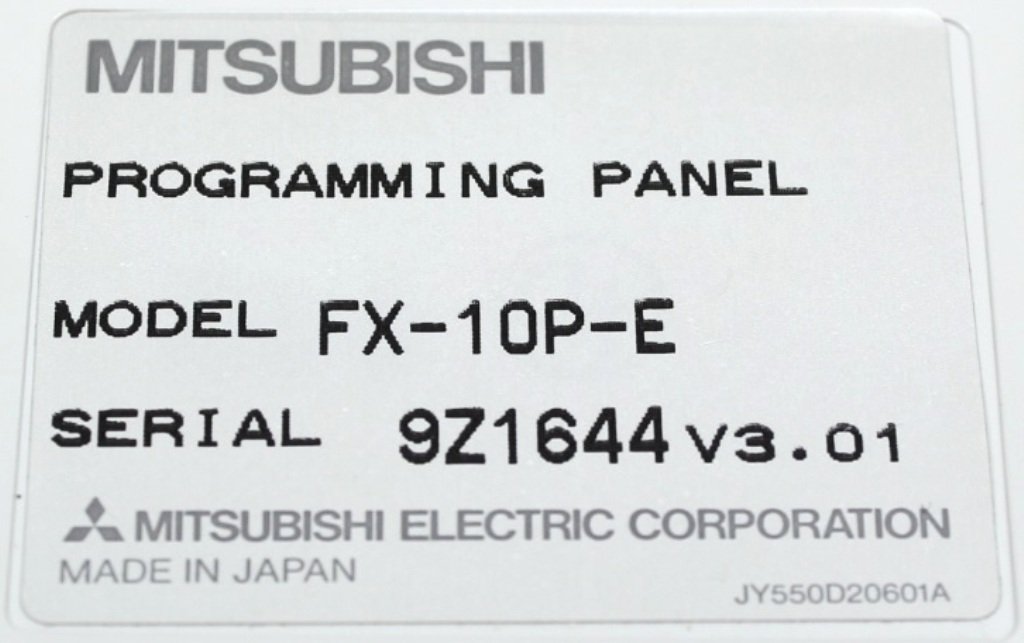 MITSUBISHI
PROGRAMMING PANEL
MODEL FX-10P-E
SERIAL 9Z1644 V3.01
MITSUBISHI ELECTRIC CORPORATION
MADE IN JAPAN
JY550D20601A